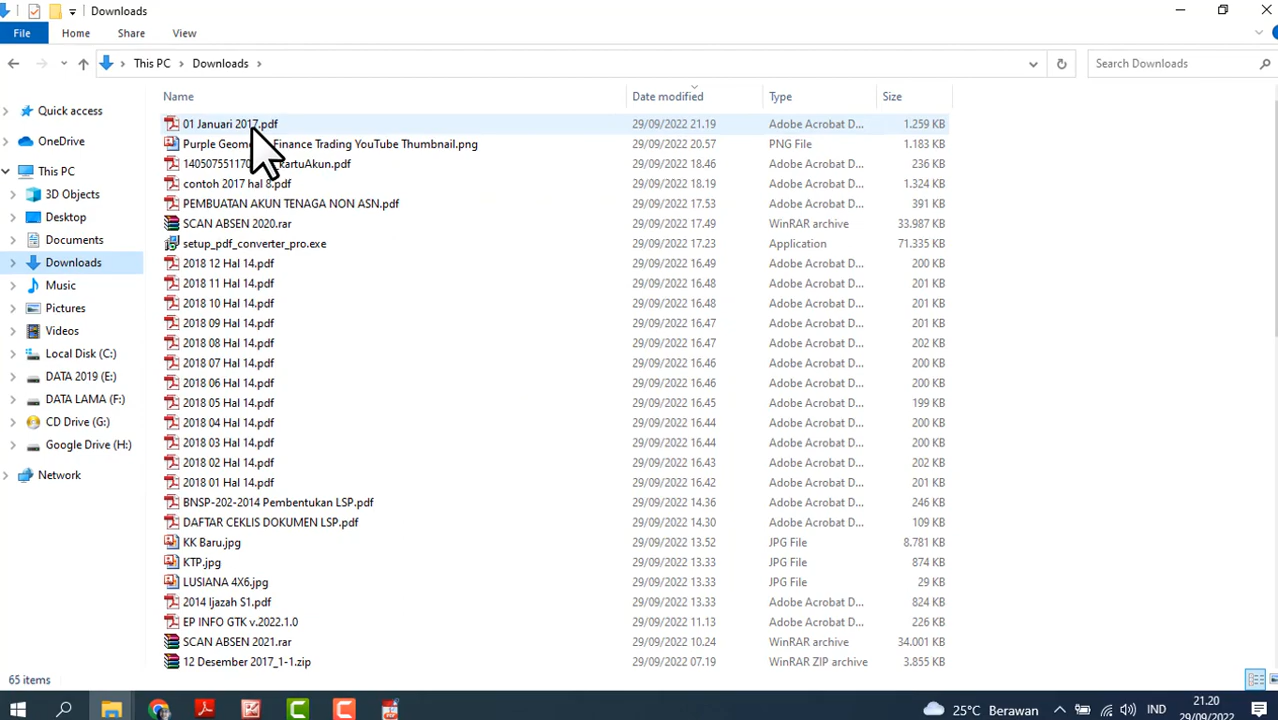 Downloads
File Home Share View
This PC Downloads
Search Downloads
Name Date modified Type Size
Quick access
OneDrive
This PC
3D Objects
Desktop
Documents
Downloads
Music
Pictures
Videos
Local Disk (C:)
DATA 2019 (E:)
DATA LAMA (F:)
CD Drive (G:)
Google Drive (H:)
Network
01 Januari 2017.pdf 29/09/2022 21.19 Adobe Acrobat D... 1.259 KB
Purple Geom Finance Trading YouTube Thumbnail.png 29/09/2022 20.57 PNG File 1.183 KB
140507551170 kartuAkun.pdf 29/09/2022 18.46 Adobe Acrobat D... 236 KB
contoh 2017 hal 8.pdf 29/09/2022 18.19 Adobe Acrobat D... 1.324 KB
PEMBUATAN AKUN TENAGA NON ASN.pdf 29/09/2022 17.53 Adobe Acrobat D... 391 KB
SCAN ABSEN 2020.rar 29/09/2022 17.49 WinRAR archive 33.987 KB
setup_pdf_converter_pro.exe 29/09/2022 17.23 Application 71.335 KB
2018 12 Hal 14.pdf 29/09/2022 16.49 Adobe Acrobat D... 200 KB
2018 11 Hal 14.pdf 29/09/2022 16.48 Adobe Acrobat D... 201 KB
2018 10 Hal 14.pdf 29/09/2022 16.48 Adobe Acrobat D... 201 KB
2018 09 Hal 14.pdf 29/09/2022 16.47 Adobe Acrobat D... 201 KB
2018 08 Hal 14.pdf 29/09/2022 16.47 Adobe Acrobat D... 202 KB
2018 07 Hal 14.pdf 29/09/2022 16.46 Adobe Acrobat D... 200 KB
2018 06 Hal 14.pdf 29/09/2022 16.46 Adobe Acrobat D... 200 KB
2018 05 Hal 14.pdf 29/09/2022 16.45 Adobe Acrobat D... 199 KB
2018 04 Hal 14.pdf 29/09/2022 16.44 Adobe Acrobat D... 200 KB
2018 03 Hal 14.pdf 29/09/2022 16.44 Adobe Acrobat D... 200 KB
2018 02 Hal 14.pdf 29/09/2022 16.43 Adobe Acrobat D... 202 KB
2018 01 Hal 14.pdf 29/09/2022 16.42 Adobe Acrobat D... 201 KB
BNSP-202-2014 Pembentukan LSP.pdf 29/09/2022 14.36 Adobe Acrobat D... 246 KB
DAFTAR CEKLIS DOKUMEN LSP.pdf 29/09/2022 14.30 Adobe Acrobat D... 109 KB
KK Baru.jpg 29/09/2022 13.52 JPG File 8.781 KB
KTP.jpg 29/09/2022 13.33 JPG File 874 KB
LUSIANA 4X6.jpg 29/09/2022 13.33 JPG File 29 KB
2014 Ijazah S1.pdf 29/09/2022 13.33 Adobe Acrobat D... 824 KB
EP INFO GTK v.2022.1.0 29/09/2022 11.13 Adobe Acrobat D... 226 KB
SCAN ABSEN 2021.rar 29/09/2022 10.24 WinRAR archive 34.001 KB
12 Desember 2017_1-1.zip 29/09/2022 07.19 WinRAR ZIP archive 3.855 KB
65 items
25°C Berawan IND 21.20
29/09/2022